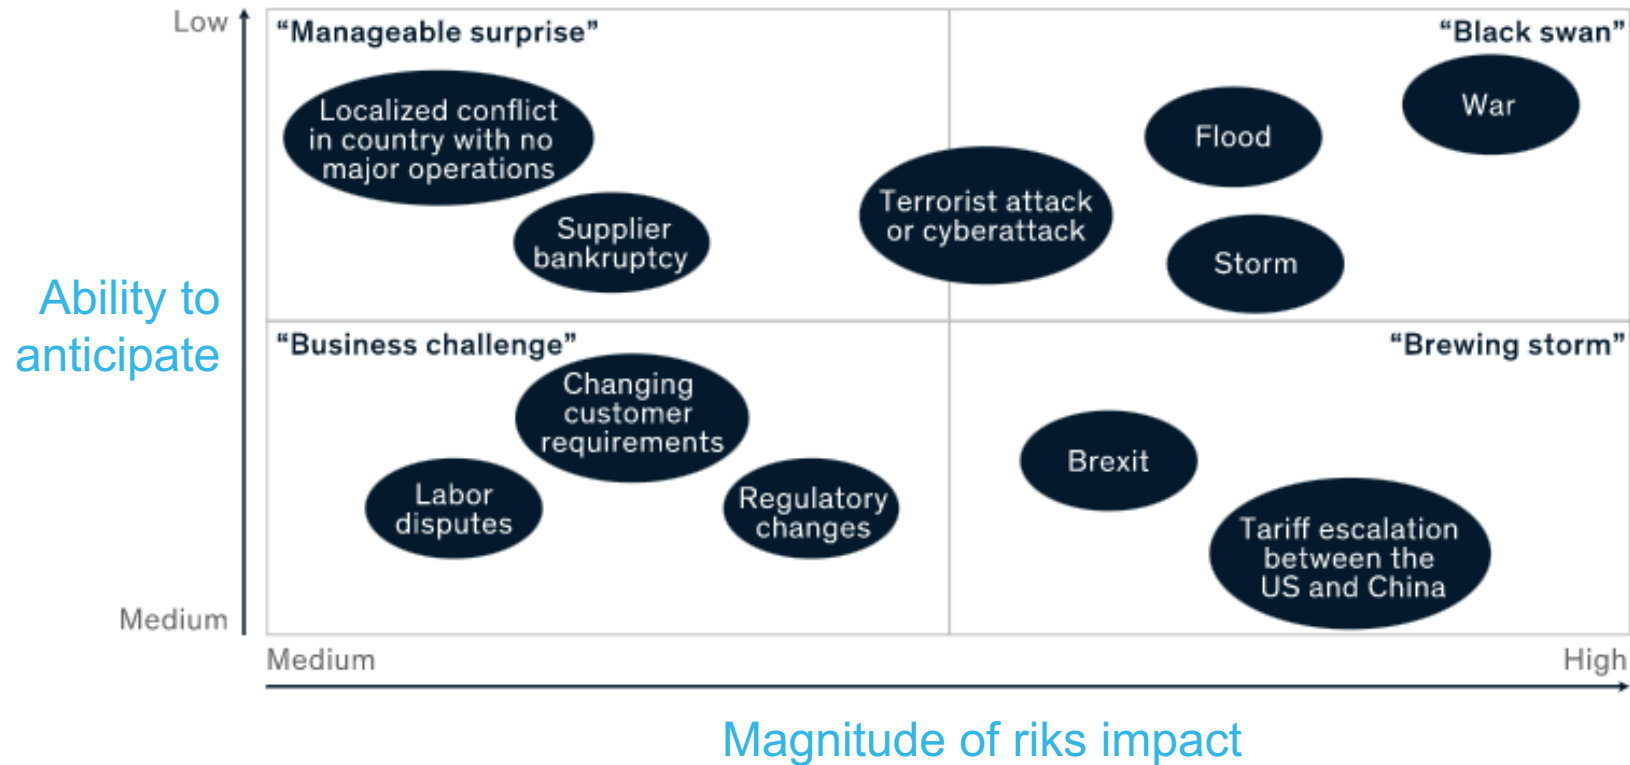 Low
“Manageable surprise”
“Black swan”
Localized conflict
in country with no
major operations
Supplier
bankruptcy
Terrorist attack
or cyberattack
Flood
War
Storm
Ability to
anticipate
“Business challenge”
“Brewing storm”
Changing
customer
requirements
Labor
disputes
Regulatory
changes
Brexit
Tariff escalation
between the
US and China
Medium
Medium
High
Magnitude of riks impact